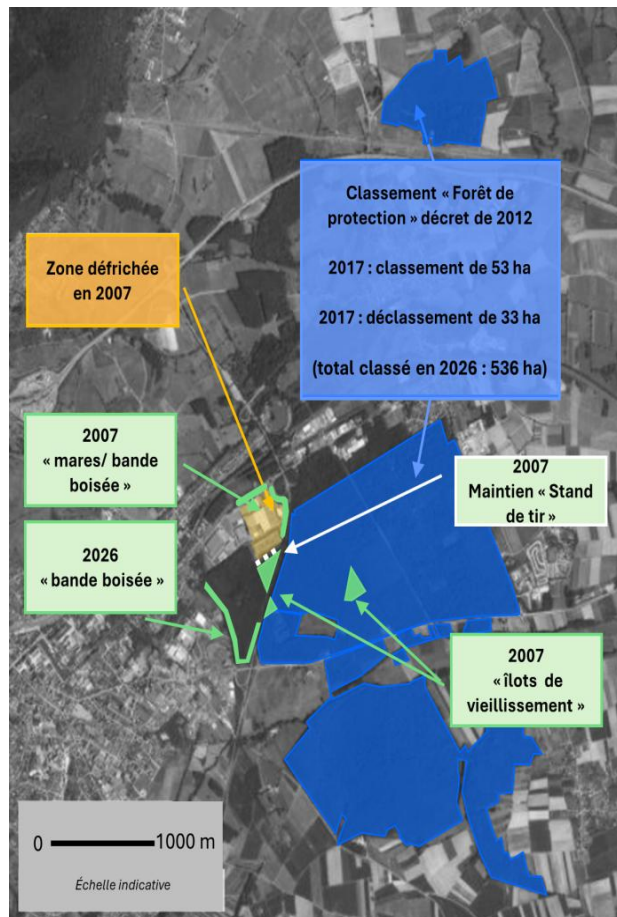 Classement « Forêt de
protection » décret de 2012
2017 : classement de 53 ha
2017 : déclassement de 33 ha
(total classé en 2026 : 536 ha)
Zone défrichée
en 2007
2007
« mares/ bande
boisée »
2007
Maintien « Stand
de tir »
2026
« bande boisée »
2007
« îlots de
vieillissement »
0 1000 m
Échelle indicative